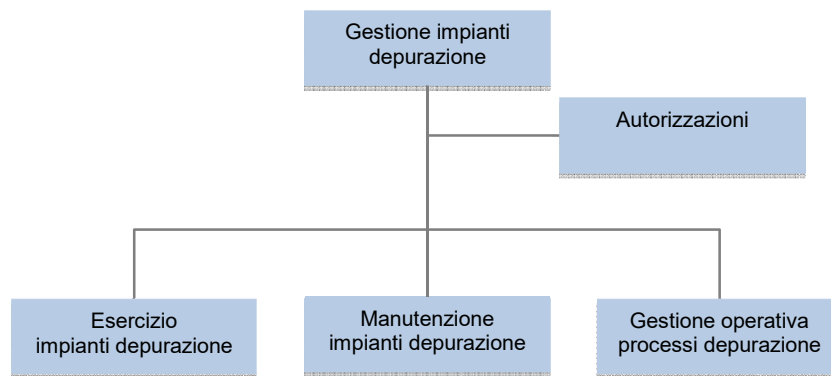 Gestione impianti
depurazione
Autorizzazioni
Esercizio
impianti depurazione
Manutenzione
impianti depurazione
Gestione operativa
processi depurazione